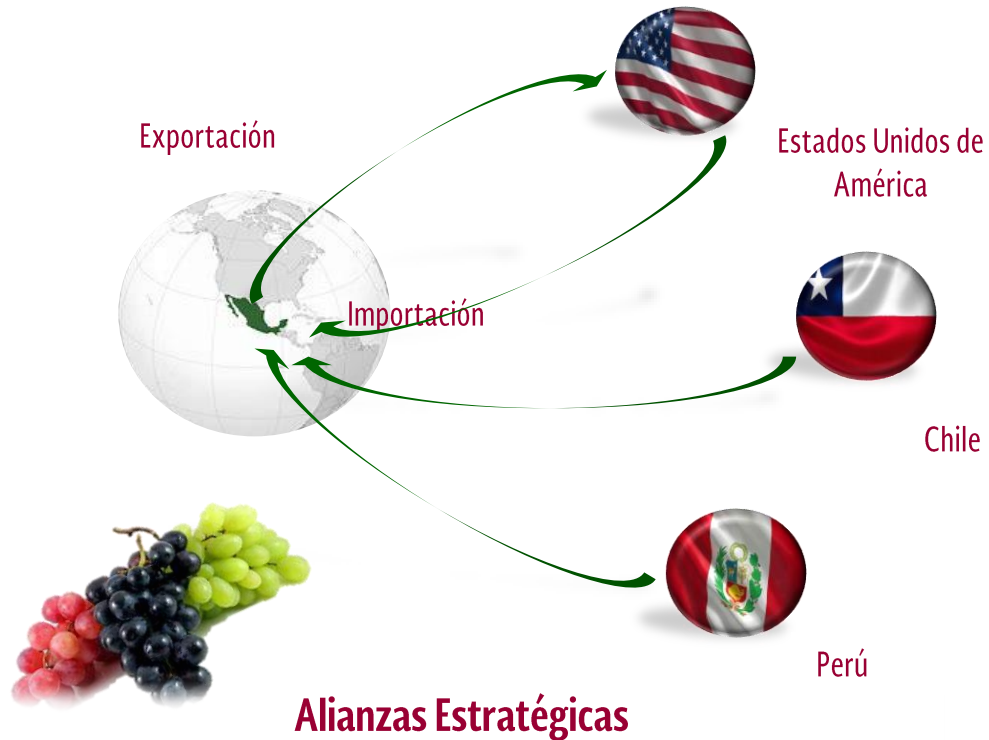 Exportación
Estados Unidos de
América
Importación
Chile
Perú
Alianzas Estratégicas